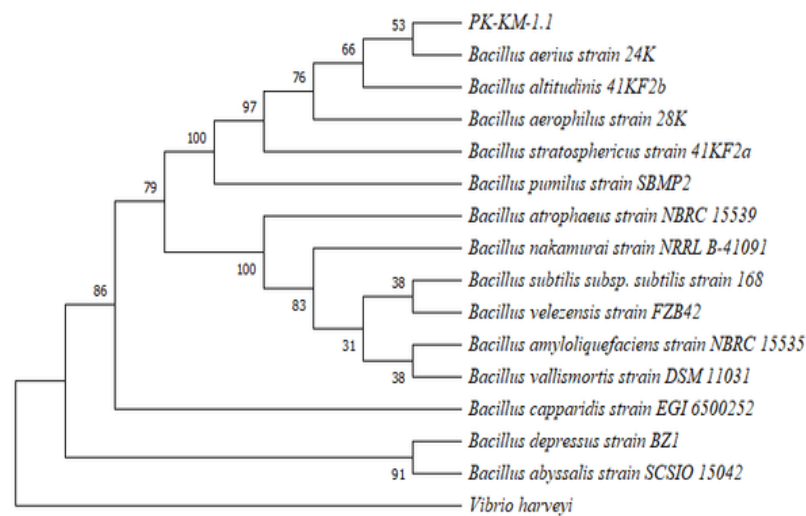 53 PK-KM-1.1
Bacillus aerius strain 24K
66
Bacillus altitudinis 41KF2b
76
Bacillus aerophilus strain 28K
97
Bacillus stratosphericus strain 41KF2a
100
Bacillus pumilus strain SBMP2
79
Bacillus atrophaeus strain NBRC 15539
Bacillus nakamurai strain NRRL B-41091
100
38 Bacillus subtilis subsp. subtilis strain 168
86
83
Bacillus velezensis strain FZB42
31 Bacillus amyloliquefaciens strain NBRC 15535
38 Bacillus vallismortis strain DSM 11031
Bacillus capparidis strain EGI 6500252
Bacillus depressus strain BZ1
91 Bacillus abyssalis strain SCSIO 15042
Vibrio harveyi